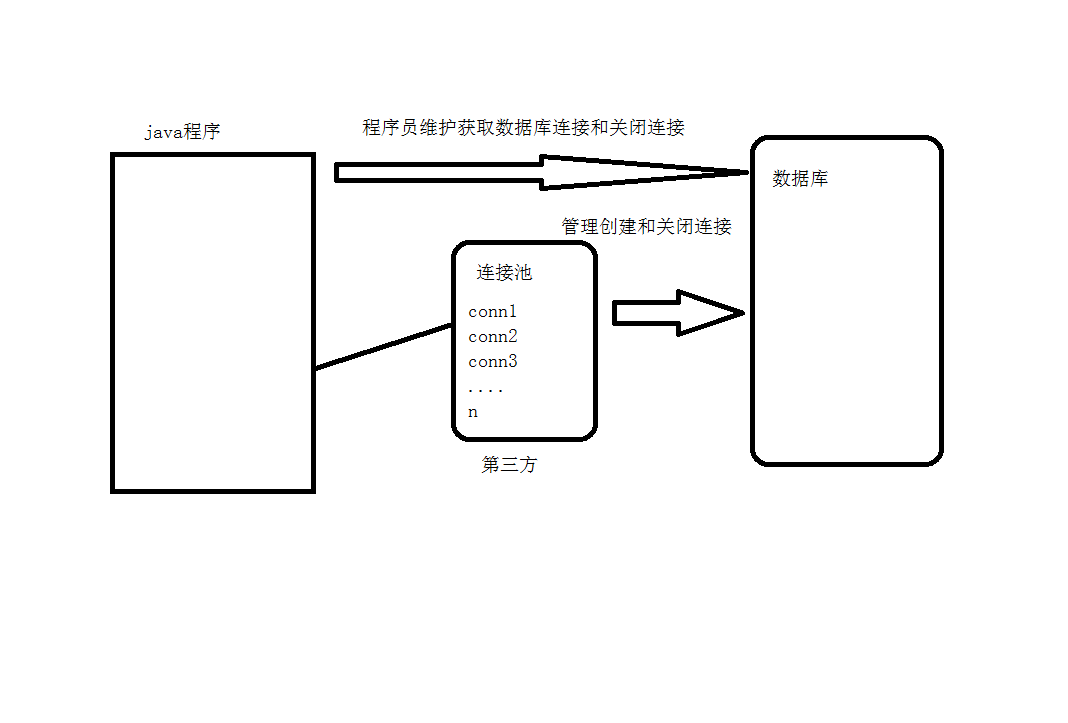 java程序
程序员维护获取数据库连接和关闭连接
数据库
管理创建和关闭连接
连接池
conn1
conn2
conn3
....
n
第三方